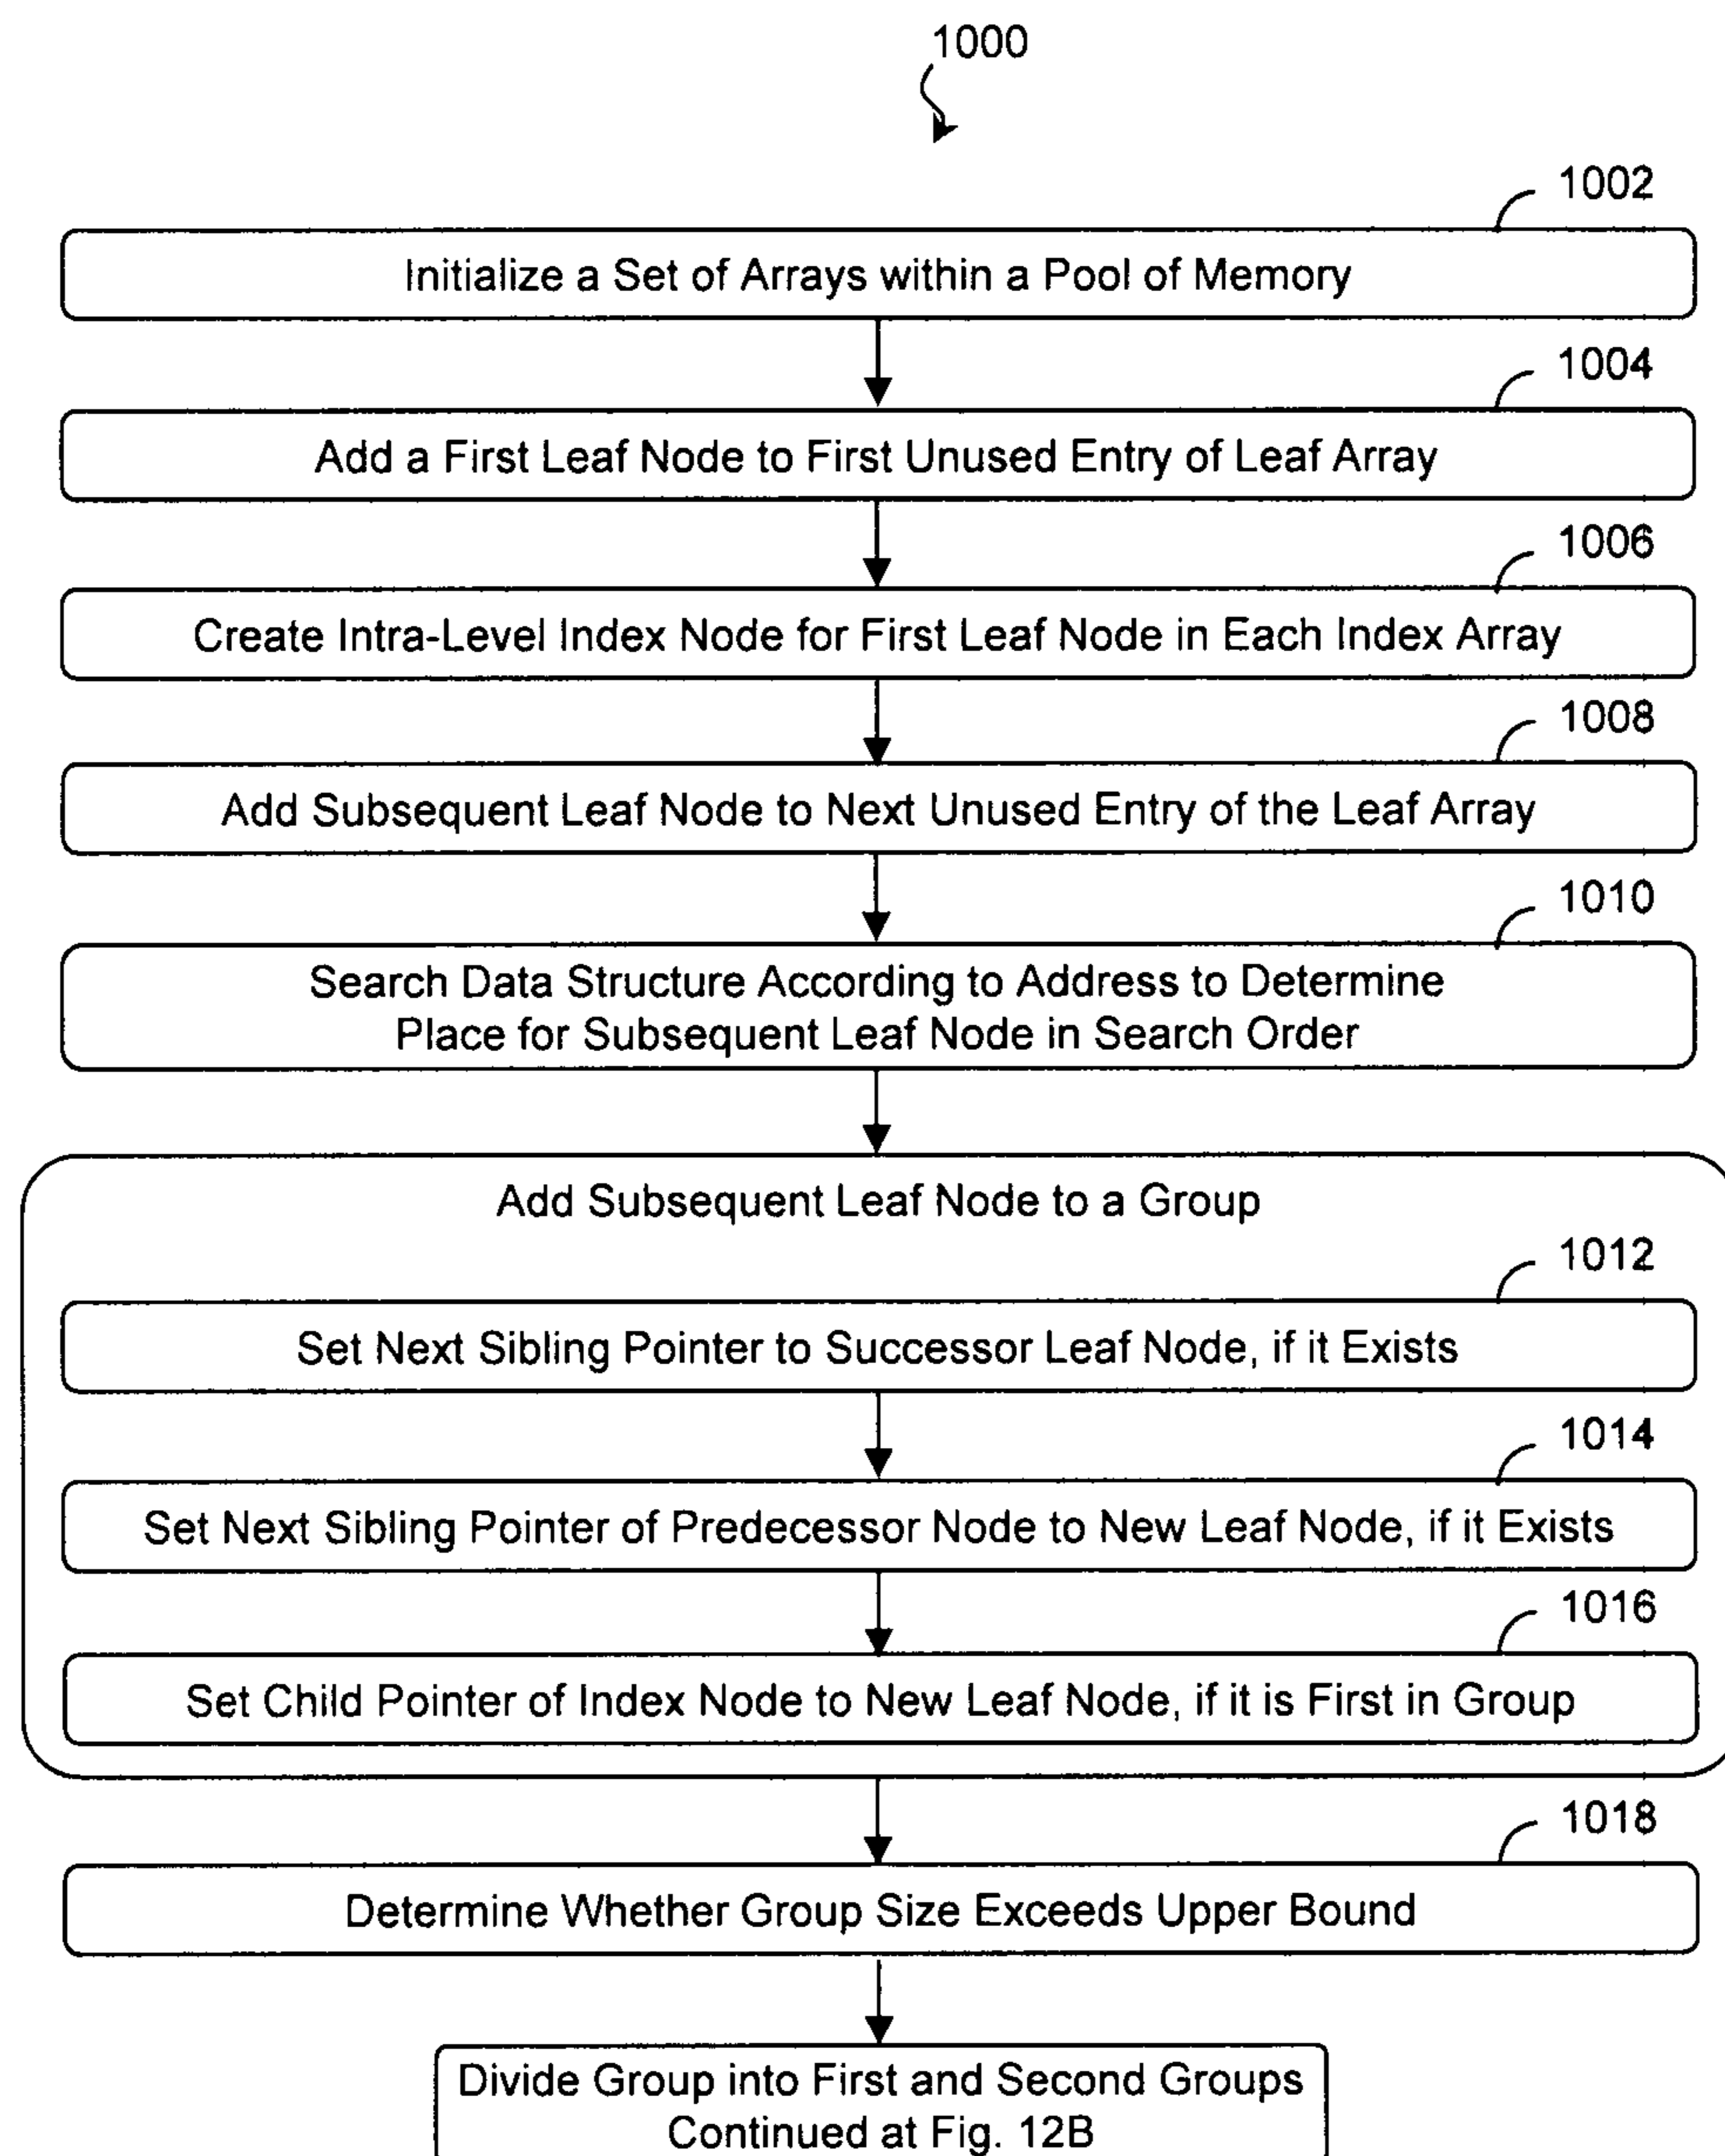 1000
1002
Initialize a Set of Arrays within a Pool of Memory
1004
Add a First Leaf Node to First Unused Entry of Leaf Array
1006
Create Intra-Level Index Node for First Leaf Node in Each Index Array
1008
Add Subsequent Leaf Node to Next Unused Entry of the Leaf Array
1010
Search Data Structure According to Address to Determine
Place for Subsequent Leaf Node in Search Order
Add Subsequent Leaf Node to a Group
1012
Set Next Sibling Pointer to Successor Leaf Node, if it Exists
1014
Set Next Sibling Pointer of Predecessor Node to New Leaf Node, if it Exists
1016
Set Child Pointer of Index Node to New Leaf Node, if it is First in Group
1018
Determine Whether Group Size Exceeds Upper Bound
Divide Group into First and Second Groups
Continued at Fig. 12B